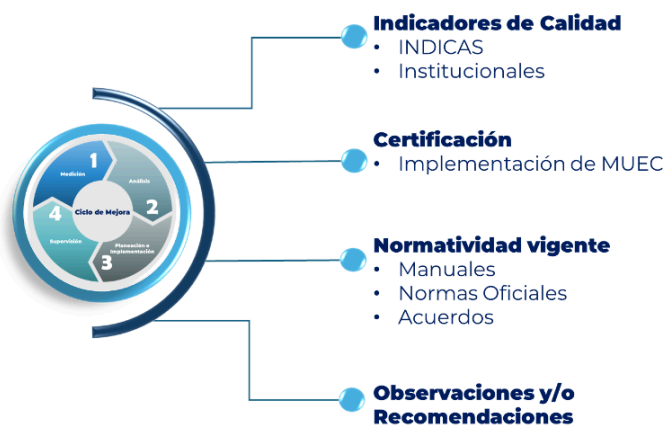 Indicadores de Calidad
• INDICAS
• Institucionales
Certificación
• Implementación de MUEC
Normatividad vigente
• Manuales
• Normas Oficiales
• Acuerdos
Observaciones y/o
Recomendaciones
Ciclo de Mejora
1
Medición
Análisis
2
Planeación e
Implementación
3
4
Supervisión